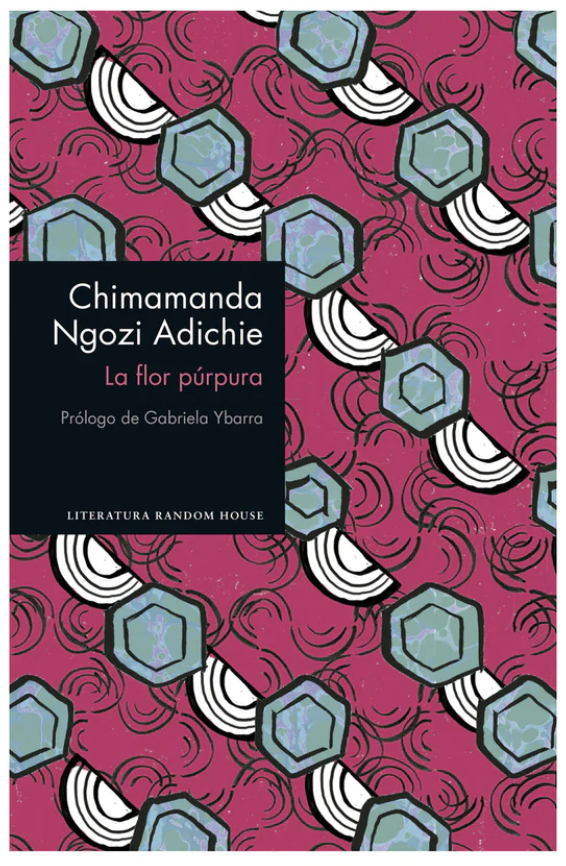 Chimamanda
Ngozi Adichie
La flor púrpura
Prólogo de Gabriela Ybarra
LITERATURA RANDOM HOUSE